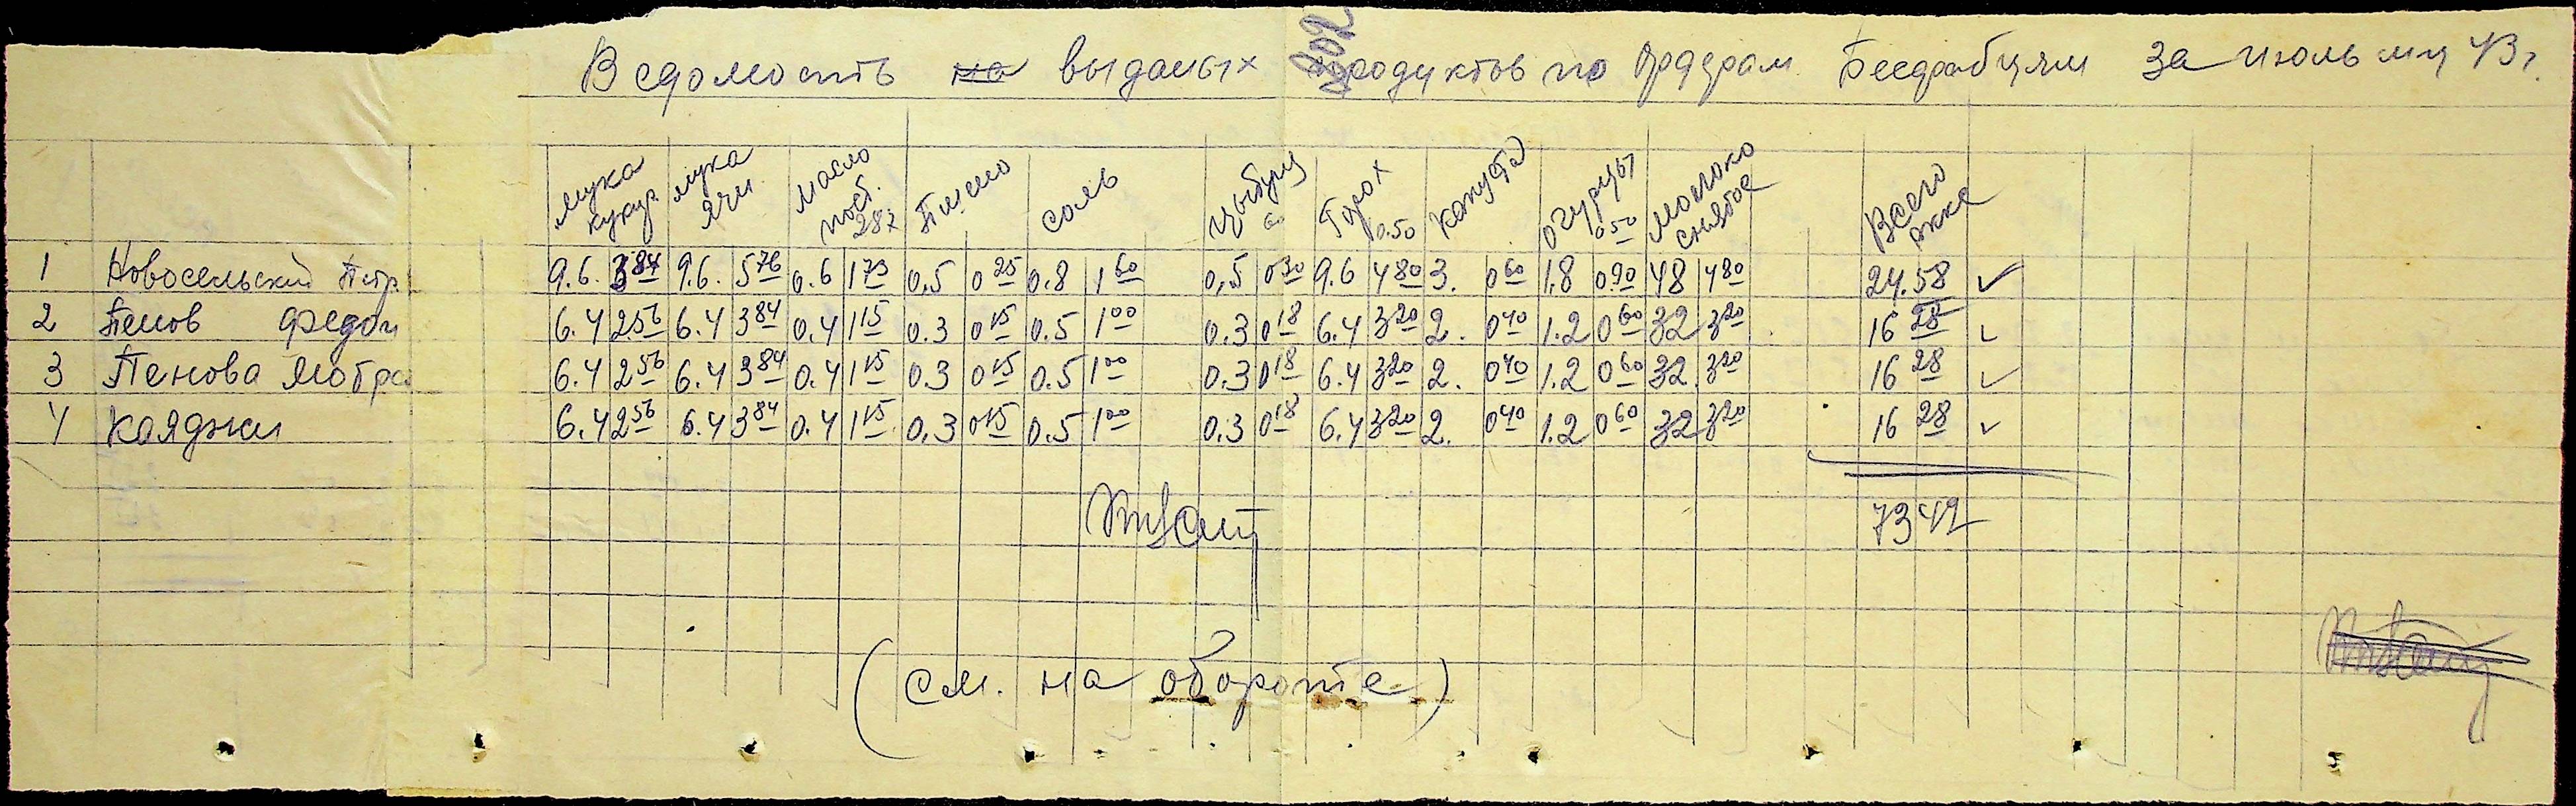 Ведомость на выданых продуктов по ордерам Бесарабцям за июль мц 43 г.
мука кукур. мука ячм. масло пост. 28% Пшено соль цыбуля 60 Горох 0.50 капуста огурцы 0 50 молоко снятое Всего
1 Новосельский Петр 9.6. 3 84 9.6. 5 76 0.6 1 73 0,5 0 25 0.8 1 60 0,5 0 30 9.6 4 80 3. 0 60 1.8 0.90 48 4 80 24.58 ✓
2 Пенов Федор 6.4 2 56 6.4 3 84 0.4 1 15 0.3 0 15 0.5 1 00 0.3 0 18 6.4 3 20 2. 0 40 1.2 0 60 32 3 20 16 28 ✓
3 Пенова 6.4 2 56 6.4 3 84 0.4 1 15 0.3 0 15 0.5 1 00 0.3 0 18 6.4 3 20 2. 0 40 1.2 0 60 32 3 20 16 28 ✓
4 Каяджи 6.4 2 56 6.4 3 84 0.4 1 15 0.3 0 15 0.5 1 00 0.3 0 18 6.4 3 20 2. 0 40 1.2 0 60 32 3 20 16 28 ✓
73 42
(см. на обороте)